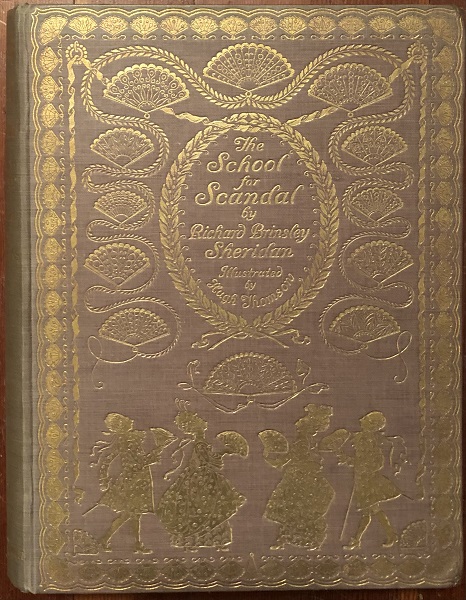 The
School
for
Scandal
by
Richard Brinsley
Sheridan
Illustrated
by
Hugh Thomson